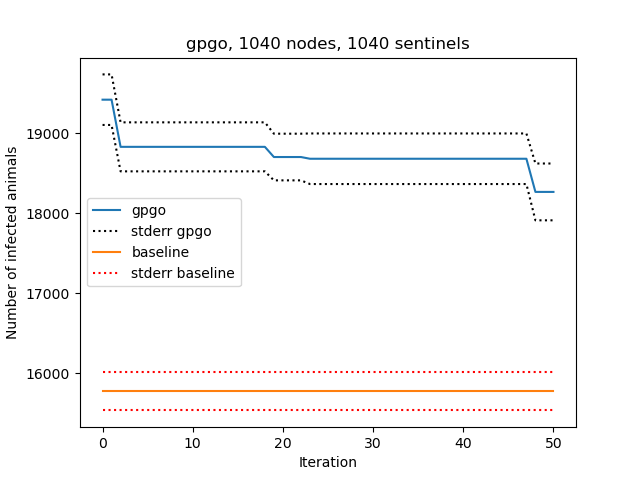 gpgo, 1040 nodes, 1040 sentinels
Number of infected animals
19000
18000
17000
16000
gpgo
stderr gpgo
baseline
stderr baseline
0 10 20 30 40 50
Iteration